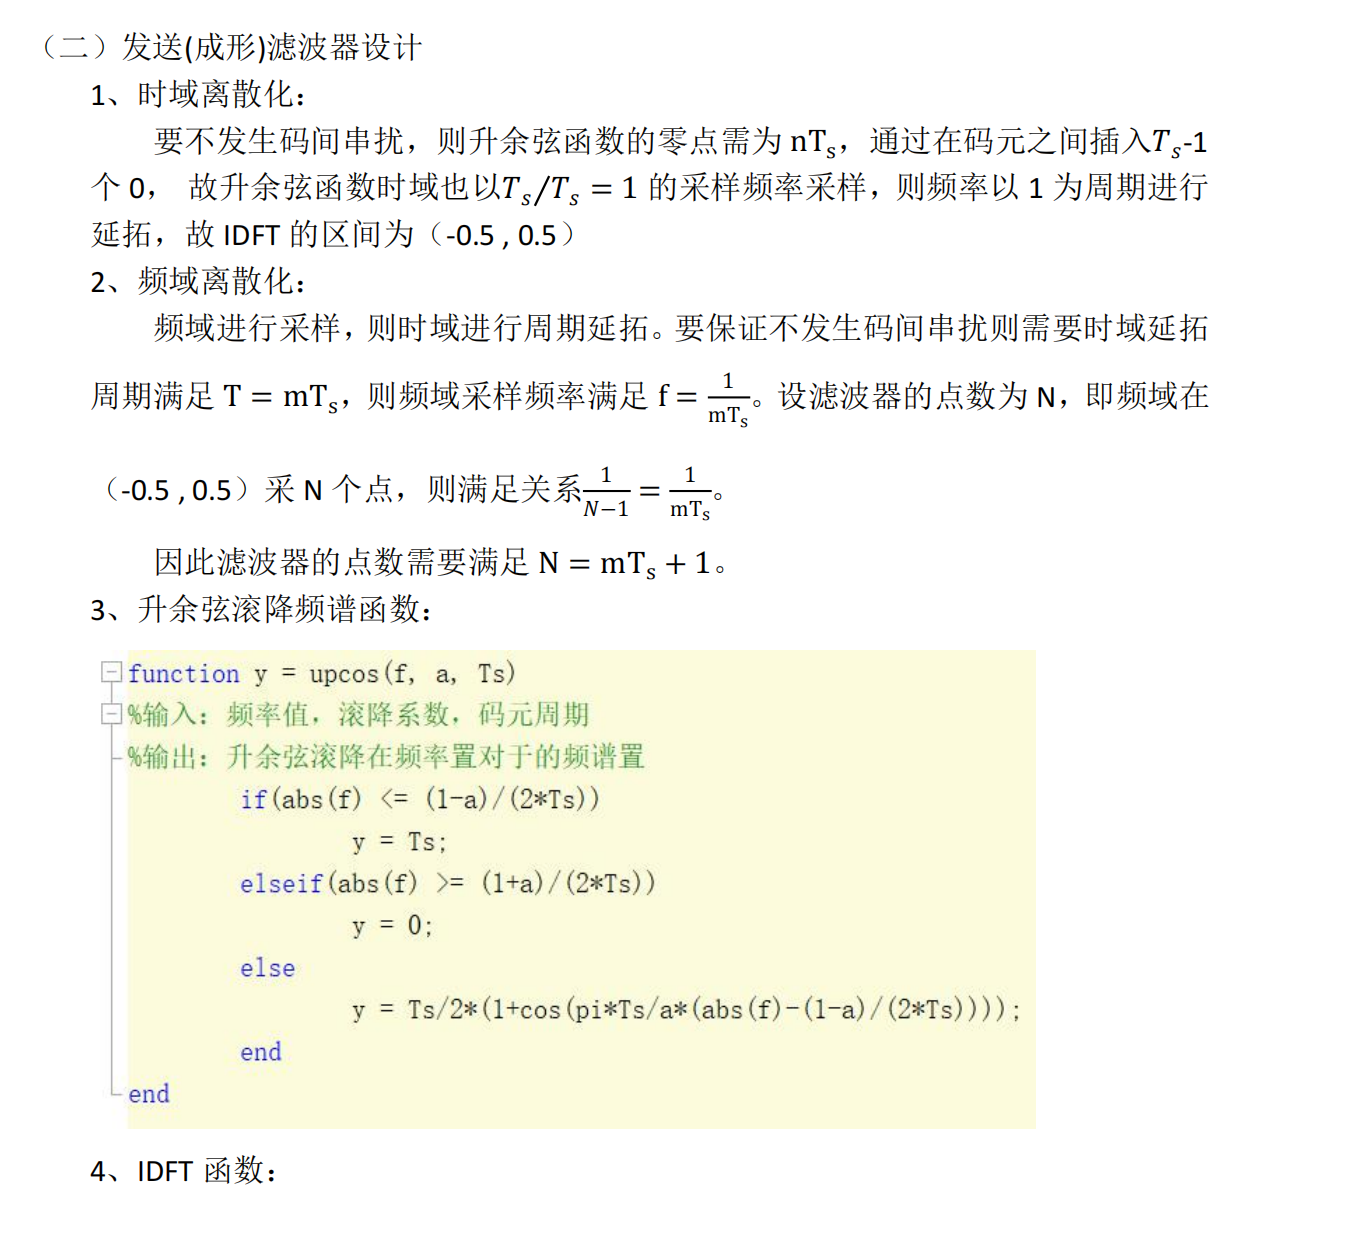 （二）发送(成形)滤波器设计
1、时域离散化：
要不发生码间串扰，则升余弦函数的零点需为 nTₛ，通过在码元之间插入Tₛ-1
个 0， 故升余弦函数时域也以Tₛ/Tₛ = 1 的采样频率采样，则频率以 1 为周期进行
延拓，故 IDFT 的区间为（-0.5 , 0.5）
2、频域离散化：
频域进行采样，则时域进行周期延拓。要保证不发生码间串扰则需要时域延拓
周期满足 T = mTₛ，则频域采样频率满足 f = 1/mTₛ。设滤波器的点数为 N，即频域在
（-0.5 , 0.5）采 N 个点，则满足关系 1/N−1 = 1/mTₛ。
因此滤波器的点数需要满足 N = mTₛ + 1。
3、升余弦滚降频谱函数：
function y = upcos(f, a, Ts)
%输入：频率值，滚降系数，码元周期
%输出：升余弦滚降在频率置对于的频谱置
if(abs(f) <= (1-a)/(2*Ts))
y = Ts;
elseif(abs(f) >= (1+a)/(2*Ts))
y = 0;
else
y = Ts/2*(1+cos(pi*Ts/a*(abs(f)-(1-a)/(2*Ts))));
end
end
4、IDFT 函数：